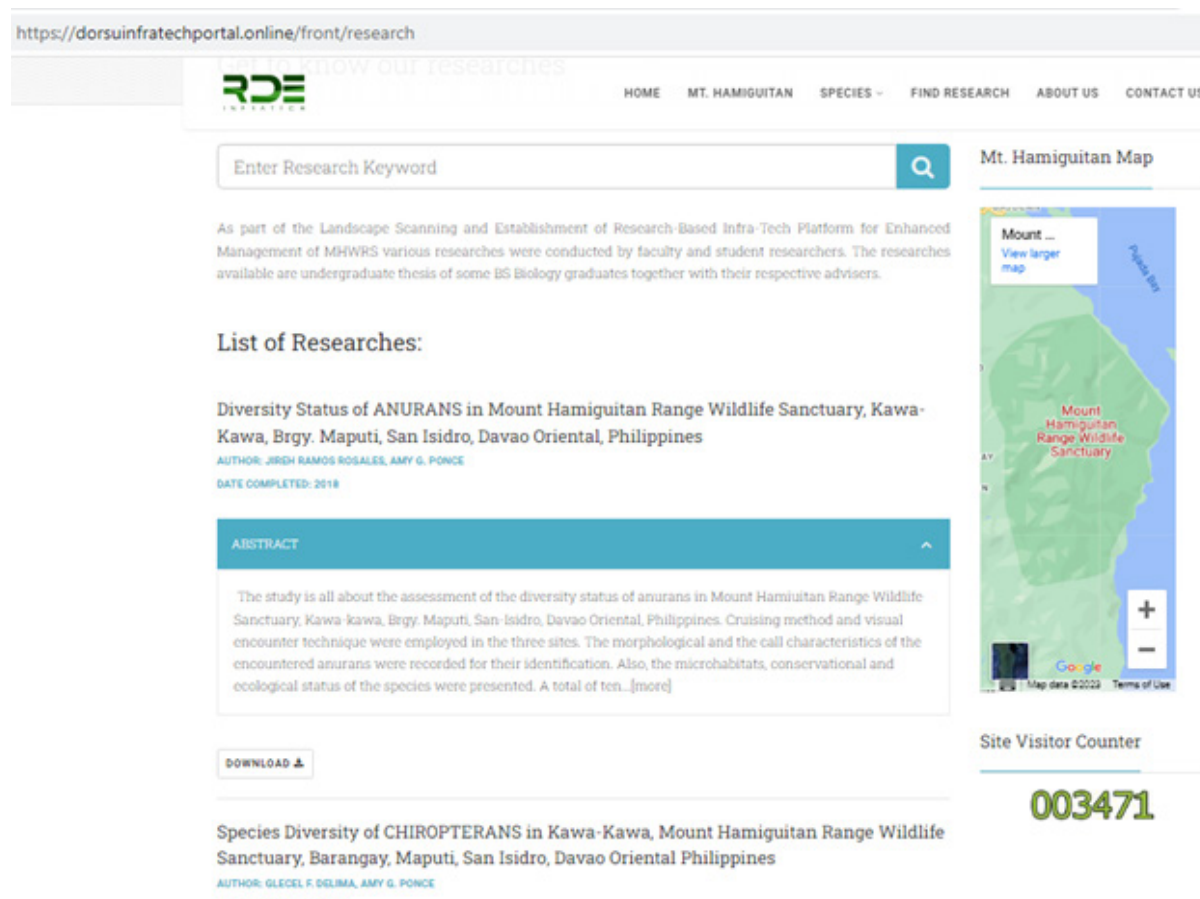 https://dorsuinfratechportal.online/front/research
Get to know our researches
RDE
INFRATECH
HOME MT. HAMIGUITAN SPECIES FIND RESEARCH ABOUT US CONTACT US
Enter Research Keyword
As part of the Landscape Scanning and Establishment of Research-Based Infra-Tech Platform for Enhanced
Management of MHWRS various researches were conducted by faculty and student researchers. The researches
available are undergraduate thesis of some BS Biology graduates together with their respective advisers.
List of Researches:
Diversity Status of ANURANS in Mount Hamiguitan Range Wildlife Sanctuary, Kawa-
Kawa, Brgy. Maputi, San Isidro, Davao Oriental, Philippines
AUTHOR: JIREH RAMOS ROSALES, AMY G. PONCE
DATE COMPLETED: 2018
ABSTRACT
The study is all about the assessment of the diversity status of anurans in Mount Hamiuitan Range Wildlife
Sanctuary, Kawa-kawa, Brgy. Maputi, San-Isidro, Davao Oriental, Philippines. Cruising method and visual
encounter technique were employed in the three sites. The morphological and the call characteristics of the
encountered anurans were recorded for their identification. Also, the microhabitats, conservational and
ecological status of the species were presented. A total of ten...[more]
DOWNLOAD
Species Diversity of CHIROPTERANS in Kawa-Kawa, Mount Hamiguitan Range Wildlife
Sanctuary, Barangay, Maputi, San Isidro, Davao Oriental Philippines
AUTHOR: GLECEL F. DELIMA, AMY G. PONCE
Mt. Hamiguitan Map
Mount ...
View larger
map
Pujada Bay
Mount
Hamiguitan
Range Wildlife
Sanctuary
AY
N
+
−
Google
Map data ©2023 Terms of Use
Site Visitor Counter
003471